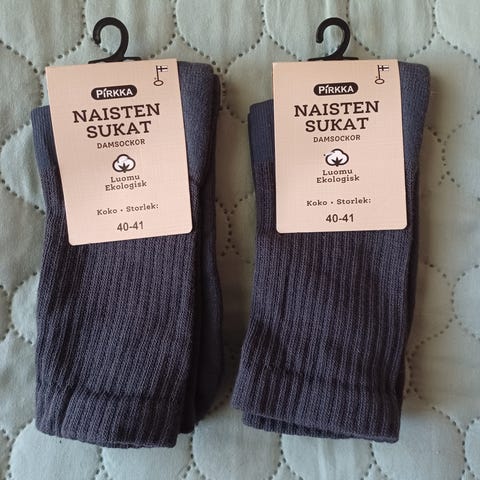 PIRKKA
NAISTEN
SUKAT
DAMSOCKOR
Luomu
Ekologisk
Koko • Storlek:
40-41
PIRKKA
NAISTEN
SUKAT
DAMSOCKOR
Luomu
Ekologisk
Koko • Storlek:
40-41